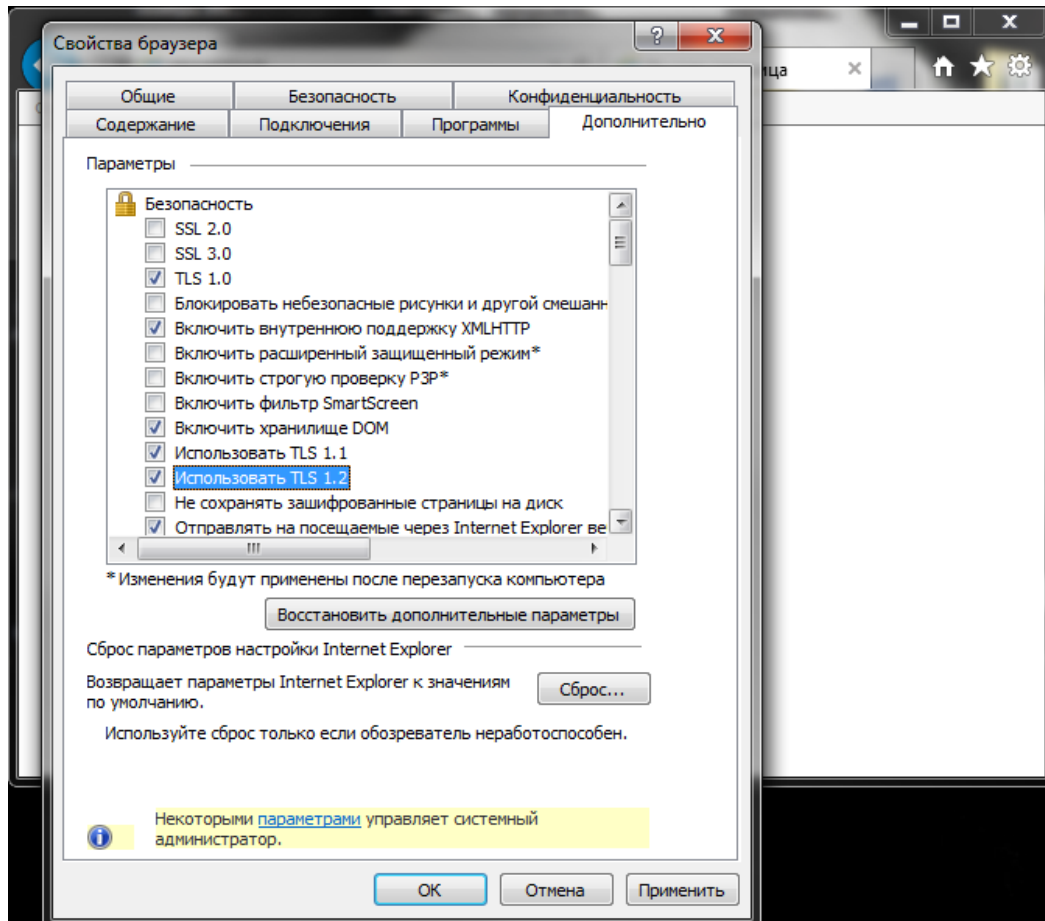 Свойства браузера
Общие
Безопасность
Конфиденциальность
Содержание
Подключения
Программы
Дополнительно
Параметры
Безопасность
SSL 2.0
SSL 3.0
TLS 1.0
Блокировать небезопасные рисунки и другой смешанн
Включить внутреннюю поддержку XMLHTTP
Включить расширенный защищенный режим*
Включить строгую проверку P3P*
Включить фильтр SmartScreen
Включить хранилище DOM
Использовать TLS 1.1
Использовать TLS 1.2
Не сохранять зашифрованные страницы на диск
Отправлять на посещаемые через Internet Explorer ве
*Изменения будут применены после перезапуска компьютера
Восстановить дополнительные параметры
Сброс параметров настройки Internet Explorer
Возвращает параметры Internet Explorer к значениям
по умолчанию.
Сброс...
Используйте сброс только если обозреватель неработоспособен.
Некоторыми параметрами управляет системный
администратор.
ОК
Отмена
Применить